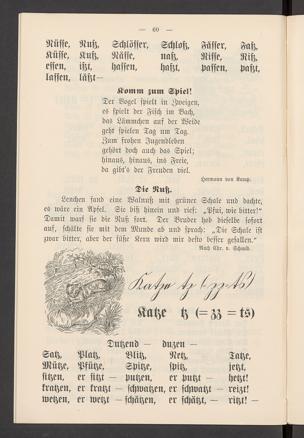 — 60 —
Nüsse, Nuß, Schlösser, Schloß, Fässer, Faß,
Küsse, Kuß, Nässe, naß, Risse, Riß,
essen, ißt, hassen, haßt, passen, paßt,
lassen, läßt—
Komm zum Spiel!
Der Vogel spielt in Zweigen,
es spielt der Fisch im Bach,
das Lämmchen auf der Weide
geht spielen Tag um Tag.
Zum frohen Jugendleben
gehört doch auch das Spiel;
hinaus, hinaus, ins Freie,
da gibt's der Freuden viel.
Hermann von
Die Nuß.
Lenchen fand eine Walnuß mit grüner Schale und dachte,
es wäre ein Apfel. Sie biß hinein und rief: "Pfui, wie bitter!"
Damit warf sie die Nuß fort. Der Bruder hob dieselbe sofort
auf, schälte sie mit dem Munde ab und sprach: „Die Schale ist
zwar bitter, aber der süße Kern wird mir desto besser gefallen."
Nach Chr. v. Schmid.
Katze tz (zz ts)
Katze tz (= zz = ts)
Dutzend — duzen —
Satz, Platz, Blitz, Netz, Tatze,
Mütze, Pfütze, Spitze, spitz, jetzt,
sitzen, er sitzt — putzen, er putzt — hetzt!
kratzen, er kratzt — schwatzen, er schwatzt — reizt!
wetzen, er wetzt — schätzen, er schätzt, — ritzt! —